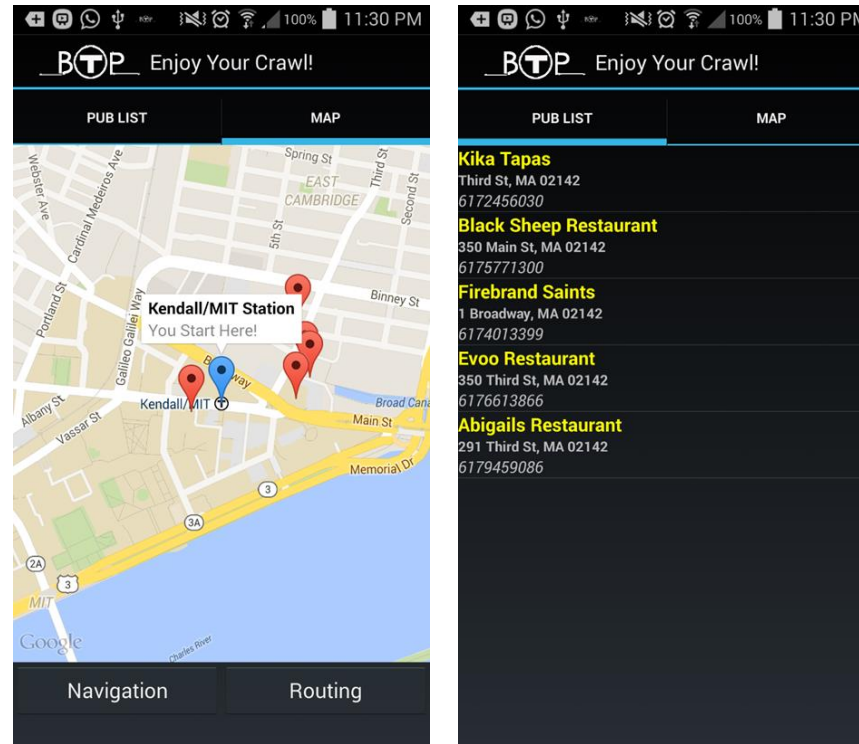 100% 11:30 PM
BTP Enjoy Your Crawl!
PUB LIST MAP
Webster Ave
Cardinal Medeiros Ave
Spring St
Third St
Second St
EAST
CAMBRIDGE
5th St
Portland St
Galileo Galilei Way
Binney St
Kendall/MIT Station
You Start Here!
Broadway
Kendall/MIT T
Broad Can
Main St
Albany St
Vassar St
Memorial Dr
3
3A
2A
3
MIT
Google
Charles River
Navigation Routing
100% 11:30 PM
BTP Enjoy Your Crawl!
PUB LIST MAP
Kika Tapas
Third St, MA 02142
6172456030
Black Sheep Restaurant
350 Main St, MA 02142
6175771300
Firebrand Saints
1 Broadway, MA 02142
6174013399
Evoo Restaurant
350 Third St, MA 02142
6176613866
Abigails Restaurant
291 Third St, MA 02142
6179459086